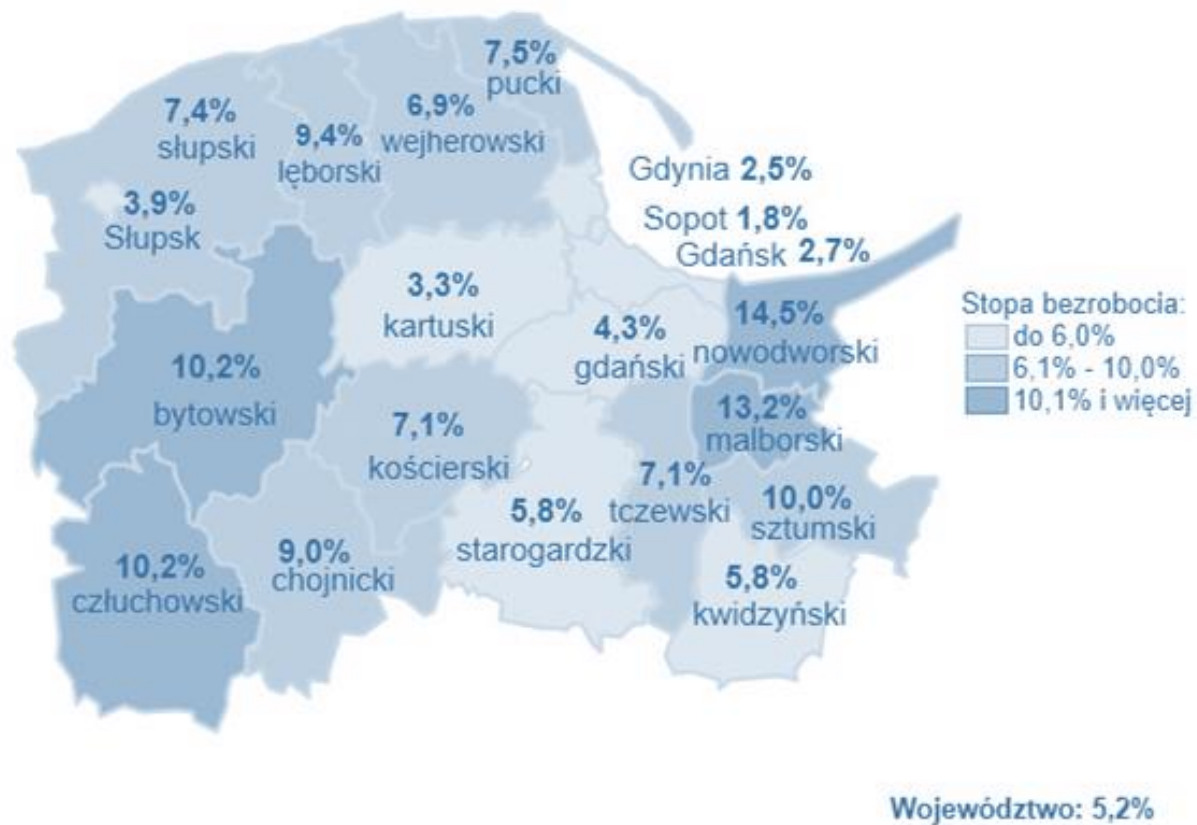 7,5%
pucki
7,4%
słupski
6,9%
wejherowski
9,4%
lęborski
Gdynia 2,5%
3,9%
Słupsk
Sopot 1,8%
Gdańsk 2,7%
3,3%
kartuski
4,3%
gdański
14,5%
nowodworski
Stopa bezrobocia:
do 6,0%
6,1% - 10,0%
10,1% i więcej
10,2%
bytowski
7,1%
kościerski
13,2%
malborski
7,1%
tczewski
10,0%
sztumski
5,8%
starogardzki
9,0%
chojnicki
10,2%
człuchowski
5,8%
kwidzyński
Województwo: 5,2%